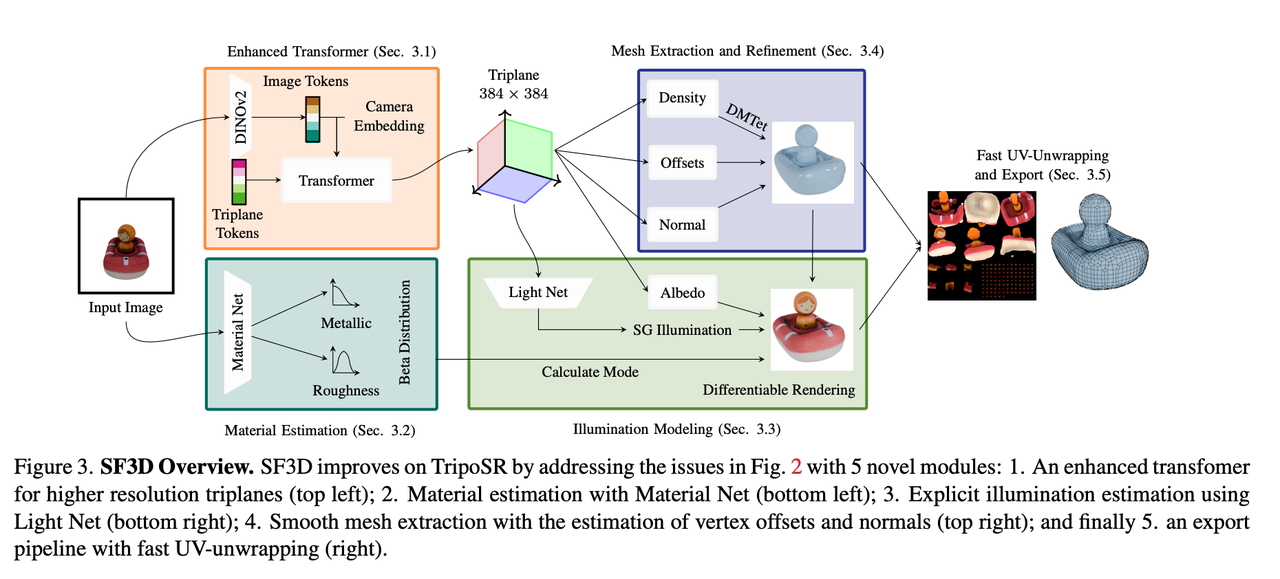 Enhanced Transformer (Sec. 3.1)
Mesh Extraction and Refinement (Sec. 3.4)
DINOv2
Image Tokens
Camera
Embedding
Transformer
Triplane
Tokens
Triplane
384 × 384
Density
DMTet
Offsets
Normal
Fast UV-Unwrapping
and Export (Sec. 3.5)
Input Image
Material Net
Metallic
Roughness
Beta Distribution
Light Net
Albedo
SG Illumination
Calculate Mode
Differentiable Rendering
Material Estimation (Sec. 3.2)
Illumination Modeling (Sec. 3.3)
Figure 3. SF3D Overview. SF3D improves on TripoSR by addressing the issues in Fig. 2 with 5 novel modules: 1. An enhanced transfomer
for higher resolution triplanes (top left); 2. Material estimation with Material Net (bottom left); 3. Explicit illumination estimation using
Light Net (bottom right); 4. Smooth mesh extraction with the estimation of vertex offsets and normals (top right); and finally 5. an export
pipeline with fast UV-unwrapping (right).